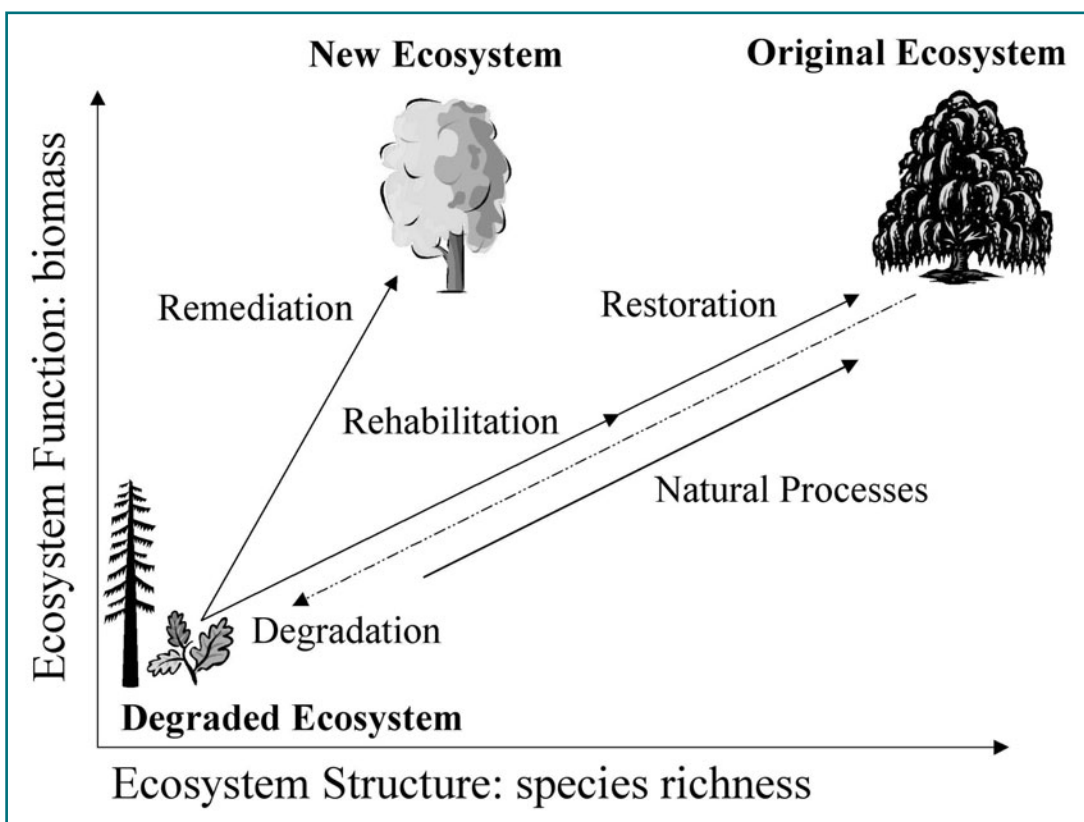 New Ecosystem
Original Ecosystem
Ecosystem Function: biomass
Remediation
Restoration
Rehabilitation
Natural Processes
Degradation
Degraded Ecosystem
Ecosystem Structure: species richness